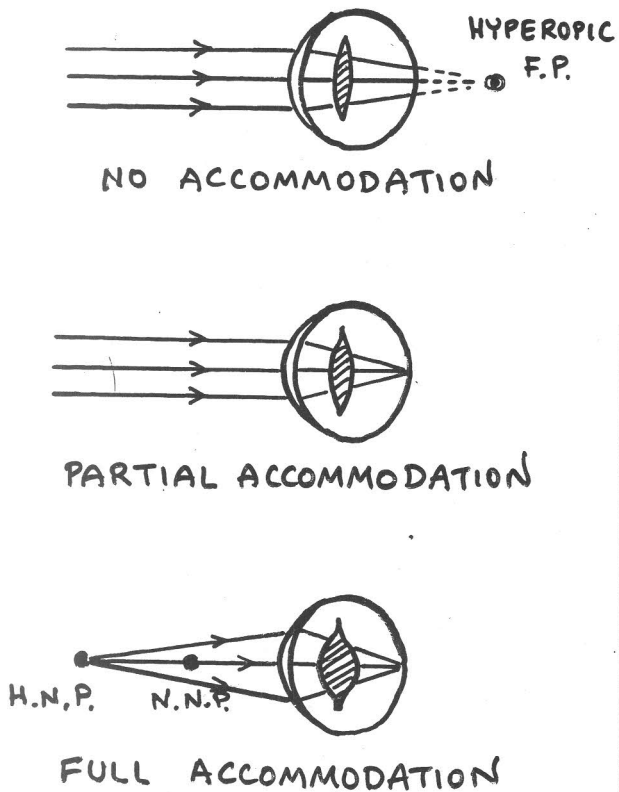 HYPEROPIC
F.P.
NO ACCOMMODATION
PARTIAL ACCOMMODATION
H.N.P. N.N.P.
FULL ACCOMMODATION